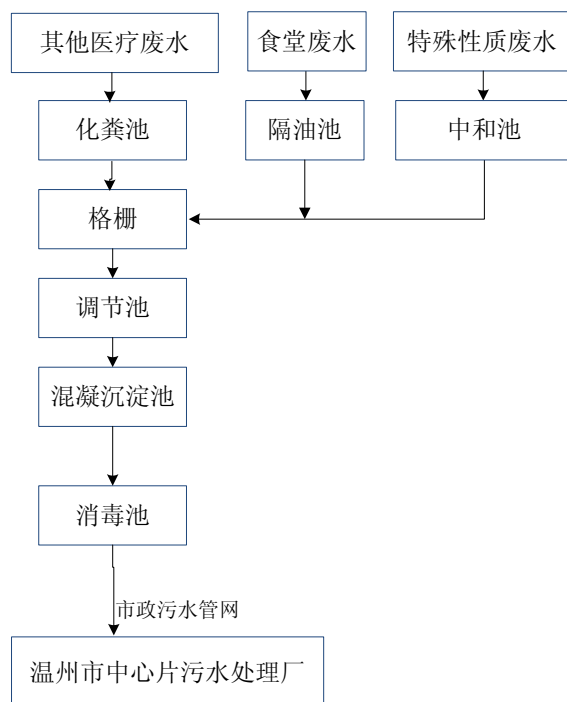 其他医疗废水
食堂废水
特殊性质废水
化粪池
隔油池
中和池
格栅
调节池
混凝沉淀池
消毒池
市政污水管网
温州市中心片污水处理厂